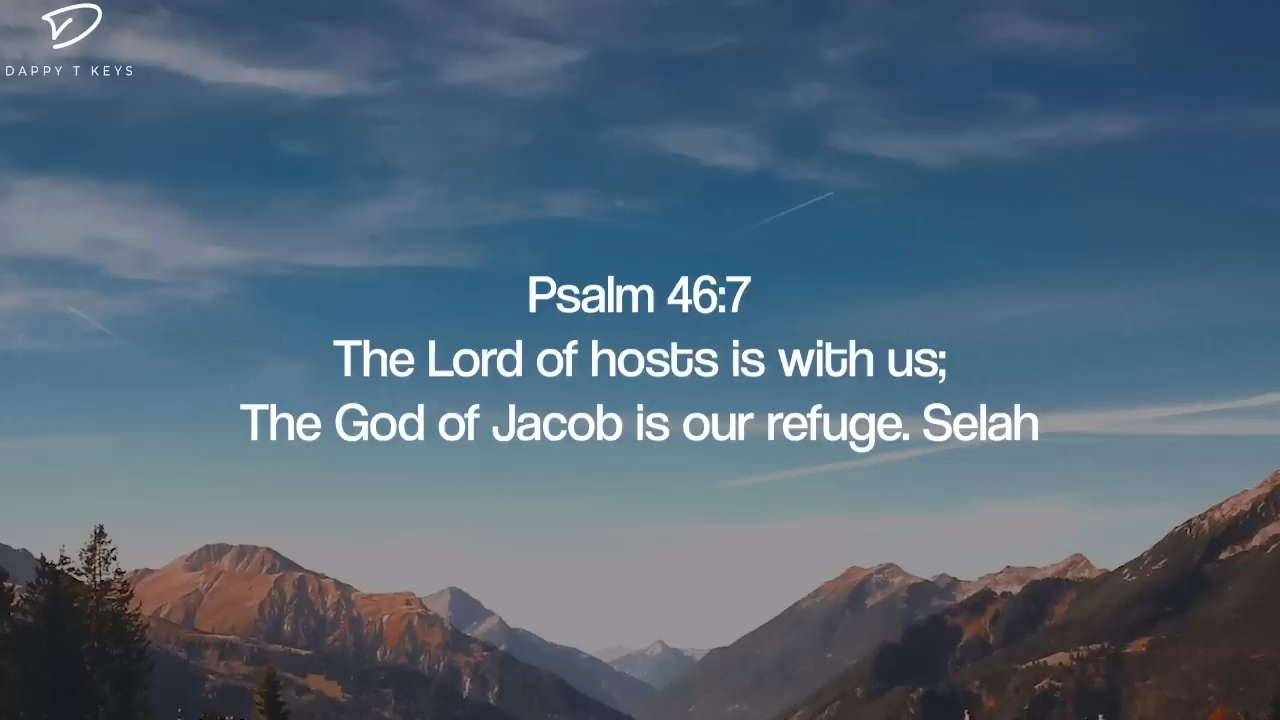 DAPPY T KEYS
Psalm 46:7
The Lord of hosts is with us;
The God of Jacob is our refuge. Selah